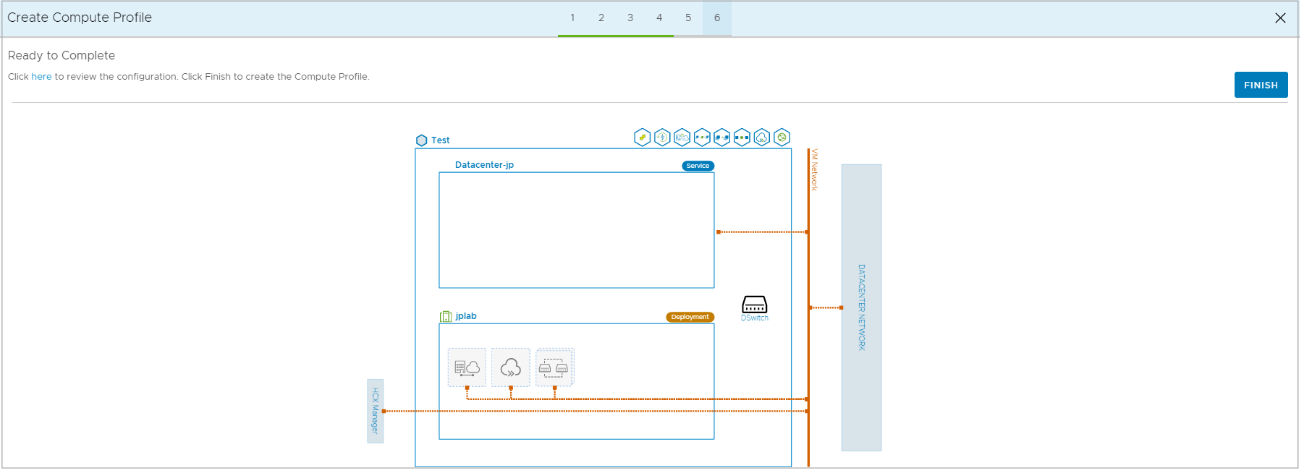 Create Compute Profile
1 2 3 4 5 6
Ready to Complete
Click here to review the configuration. Click Finish to create the Compute Profile.
FINISH
Test
Datacenter-jp
Service
VM Network
DATACENTER NETWORK
DSwitch
jplab
Deployment
HCX Manager